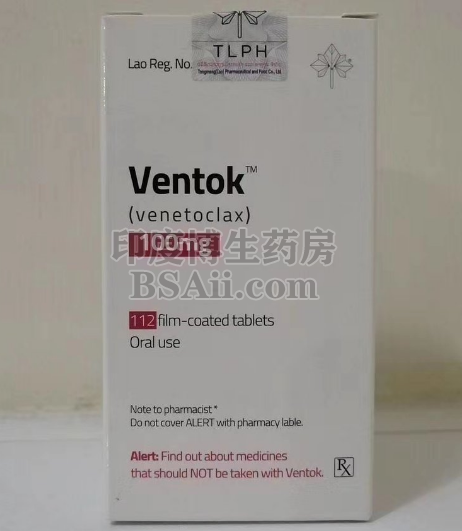 TLPH
Lao Reg. No.
Ventok™
(venetoclax)
100mg
印度博生药房
BSAii.com
112 film-coated tablets
Oral use
Note to pharmacist*
Do not cover ALERT with pharmacy lable.
Alert: Find out about medicines
that should NOT be taken with Ventok.
Rx